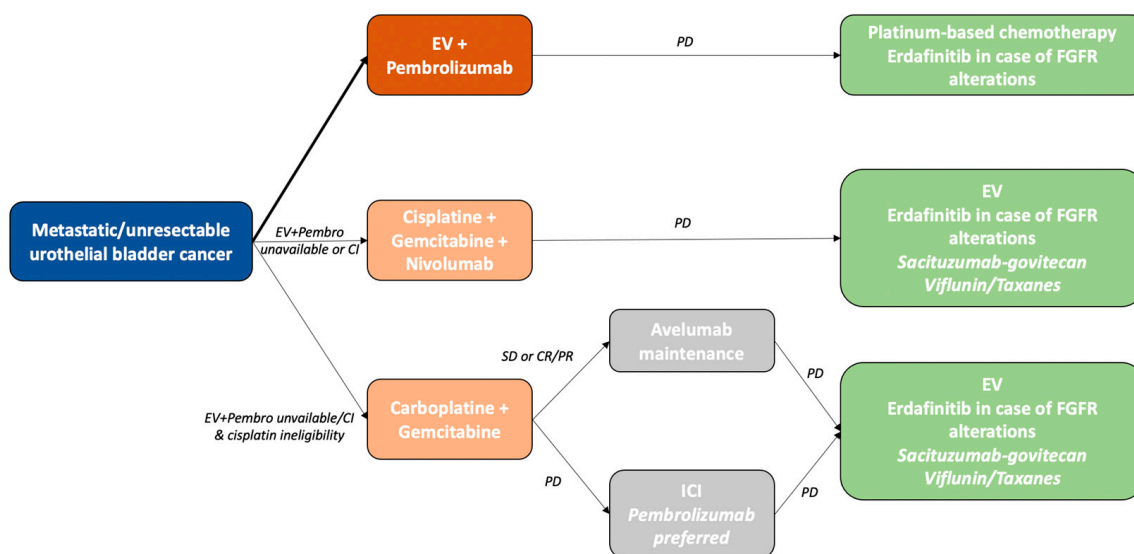 EV +
Pembrolizumab
PD
Platinum-based chemotherapy
Erdafinitib in case of FGFR
alterations
Metastatic/unresectable
urothelial bladder cancer
EV+Pembro
unavailable or CI
Cisplatine +
Gemcitabine +
Nivolumab
PD
EV
Erdafinitib in case of FGFR
alterations
Sacituzumab-govitecan
Viflunin/Taxanes
EV+Pembro unavailable/CI
& cisplatin ineligibility
Carboplatine +
Gemcitabine
SD or CR/PR
Avelumab
maintenance
PD
PD
ICI
Pembrolizumab
preferred
PD
EV
Erdafinitib in case of FGFR
alterations
Sacituzumab-govitecan
Viflunin/Taxanes